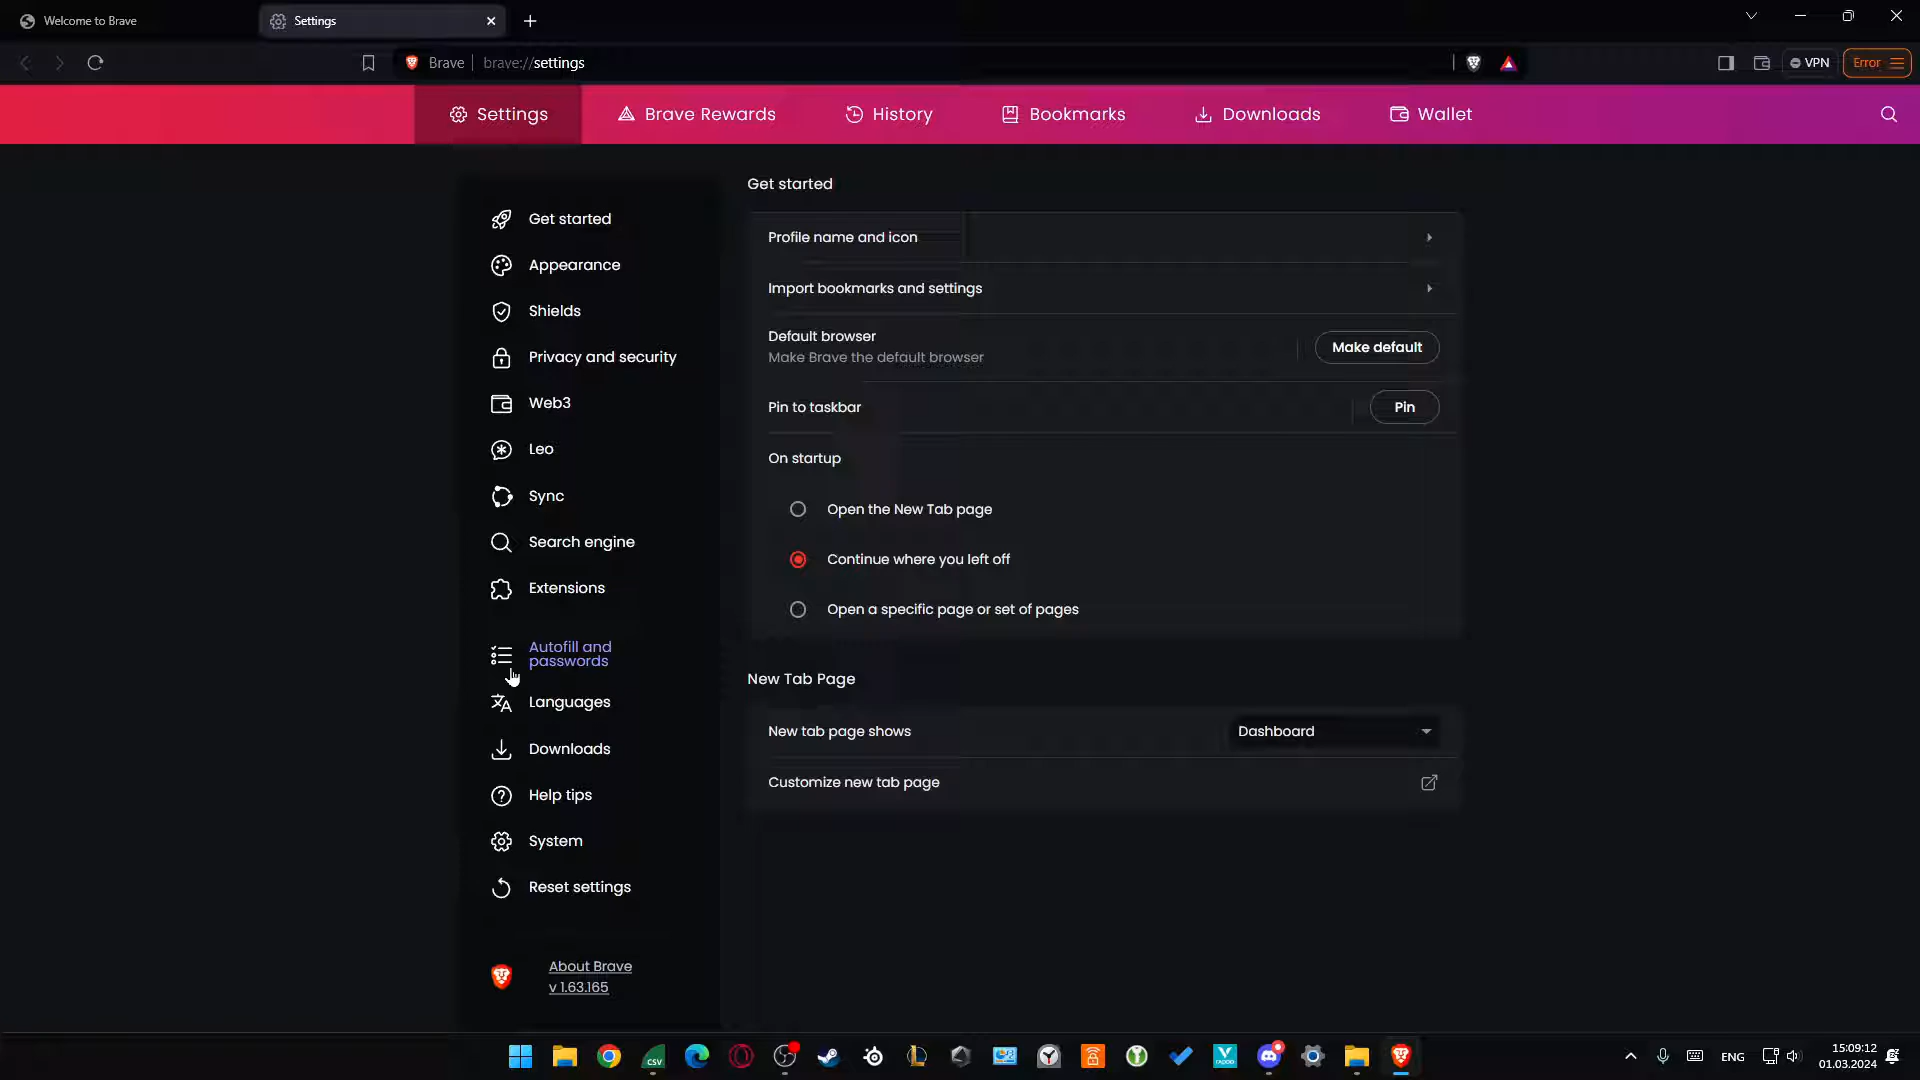 Welcome to Brave
Settings
Brave
brave://settings
VPN
Error
Settings
Brave Rewards
History
Bookmarks
Downloads
Wallet
Get started
Appearance
Shields
Privacy and security
Web3
Leo
Sync
Search engine
Extensions
Autofill and
passwords
Languages
Downloads
Help tips
System
Reset settings
About Brave
v 1.63.165
Get started
Profile name and icon
Import bookmarks and settings
Default browser
Make Brave the default browser
Make default
Pin to taskbar
Pin
On startup
Open the New Tab page
Continue where you left off
Open a specific page or set of pages
New Tab Page
New tab page shows
Dashboard
Customize new tab page
CSV
ENG
15:09:12
01.03.2024